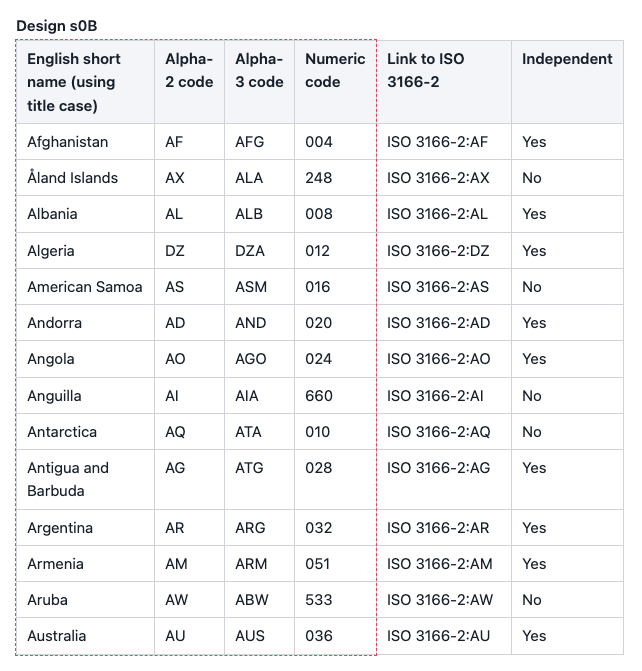 Design s0B
English short name (using title case) Alpha-2 code Alpha-3 code Numeric code Link to ISO 3166-2 Independent
Afghanistan AF AFG 004 ISO 3166-2:AF Yes
Åland Islands AX ALA 248 ISO 3166-2:AX No
Albania AL ALB 008 ISO 3166-2:AL Yes
Algeria DZ DZA 012 ISO 3166-2:DZ Yes
American Samoa AS ASM 016 ISO 3166-2:AS No
Andorra AD AND 020 ISO 3166-2:AD Yes
Angola AO AGO 024 ISO 3166-2:AO Yes
Anguilla AI AIA 660 ISO 3166-2:AI No
Antarctica AQ ATA 010 ISO 3166-2:AQ No
Antigua and Barbuda AG ATG 028 ISO 3166-2:AG Yes
Argentina AR ARG 032 ISO 3166-2:AR Yes
Armenia AM ARM 051 ISO 3166-2:AM Yes
Aruba AW ABW 533 ISO 3166-2:AW No
Australia AU AUS 036 ISO 3166-2:AU Yes